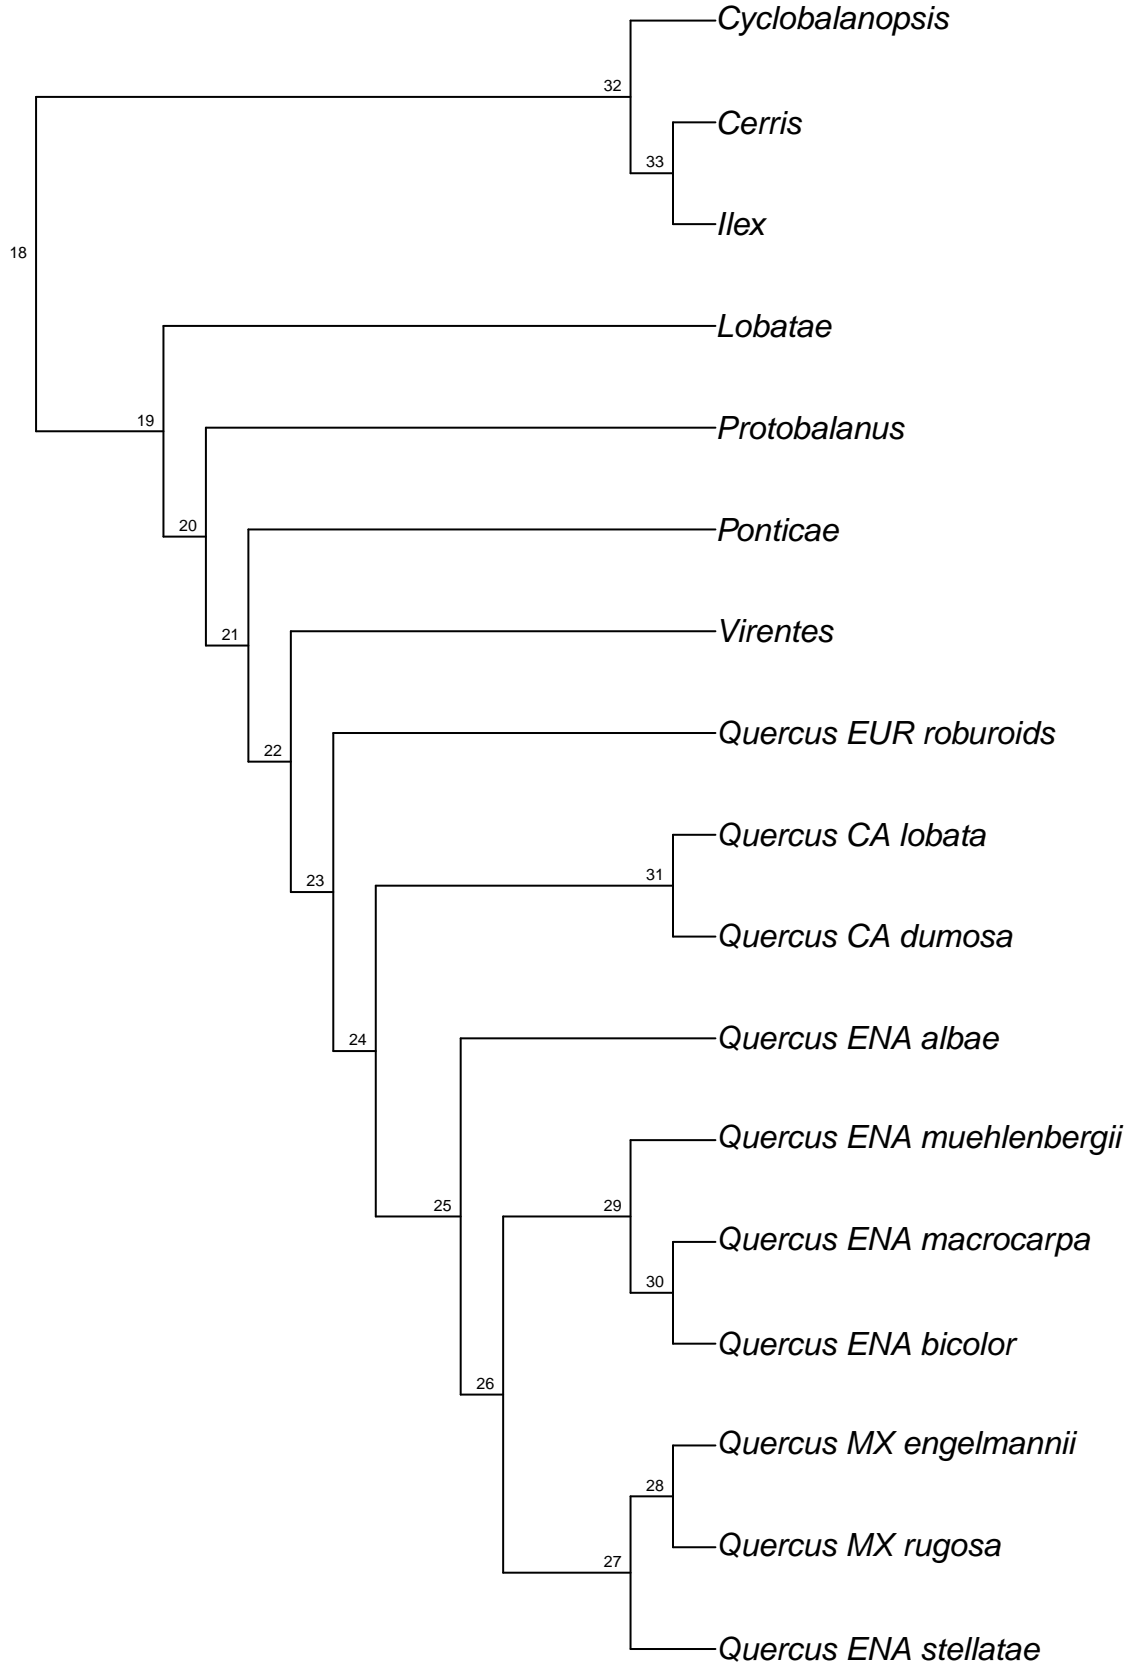 Cyclobalanopsis
32
Cerris
33
Ilex
18
Lobatae
19
Protobalanus
20
Ponticae
21
Virentes
22
Quercus EUR roburoids
Quercus CA lobata
31
23
Quercus CA dumosa
24
Quercus ENA albae
Quercus ENA muehlenbergii
25
29
Quercus ENA macrocarpa
30
Quercus ENA bicolor
26
Quercus MX engelmannii
28
Quercus MX rugosa
27
Quercus ENA stellatae